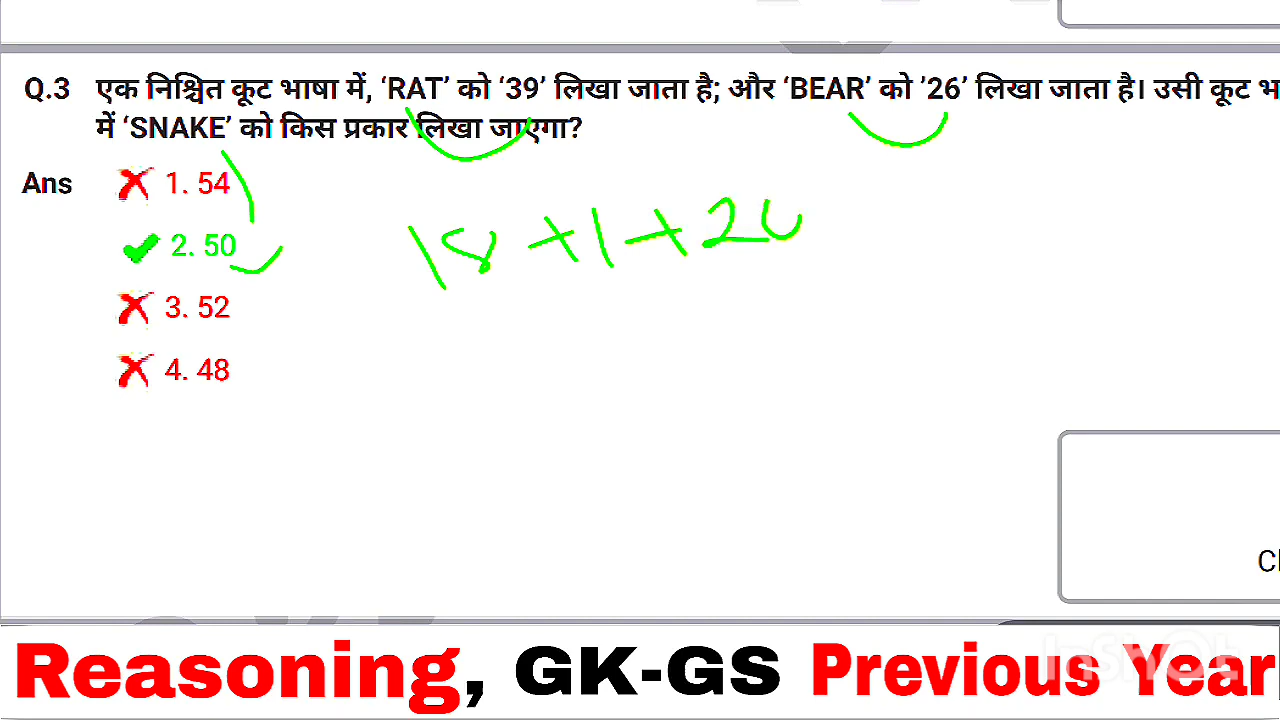 Q.3 एक निश्चित कूट भाषा में, ‘RAT’ को ‘39’ लिखा जाता है; और ‘BEAR’ को ’26’ लिखा जाता है। उसी कूट भ
में ‘SNAKE’ को किस प्रकार लिखा जाएगा?
Ans 1. 54
2. 50
3. 52
4. 48
18 +1+20
Reasoning, GK-GS Previous Year
InShOt